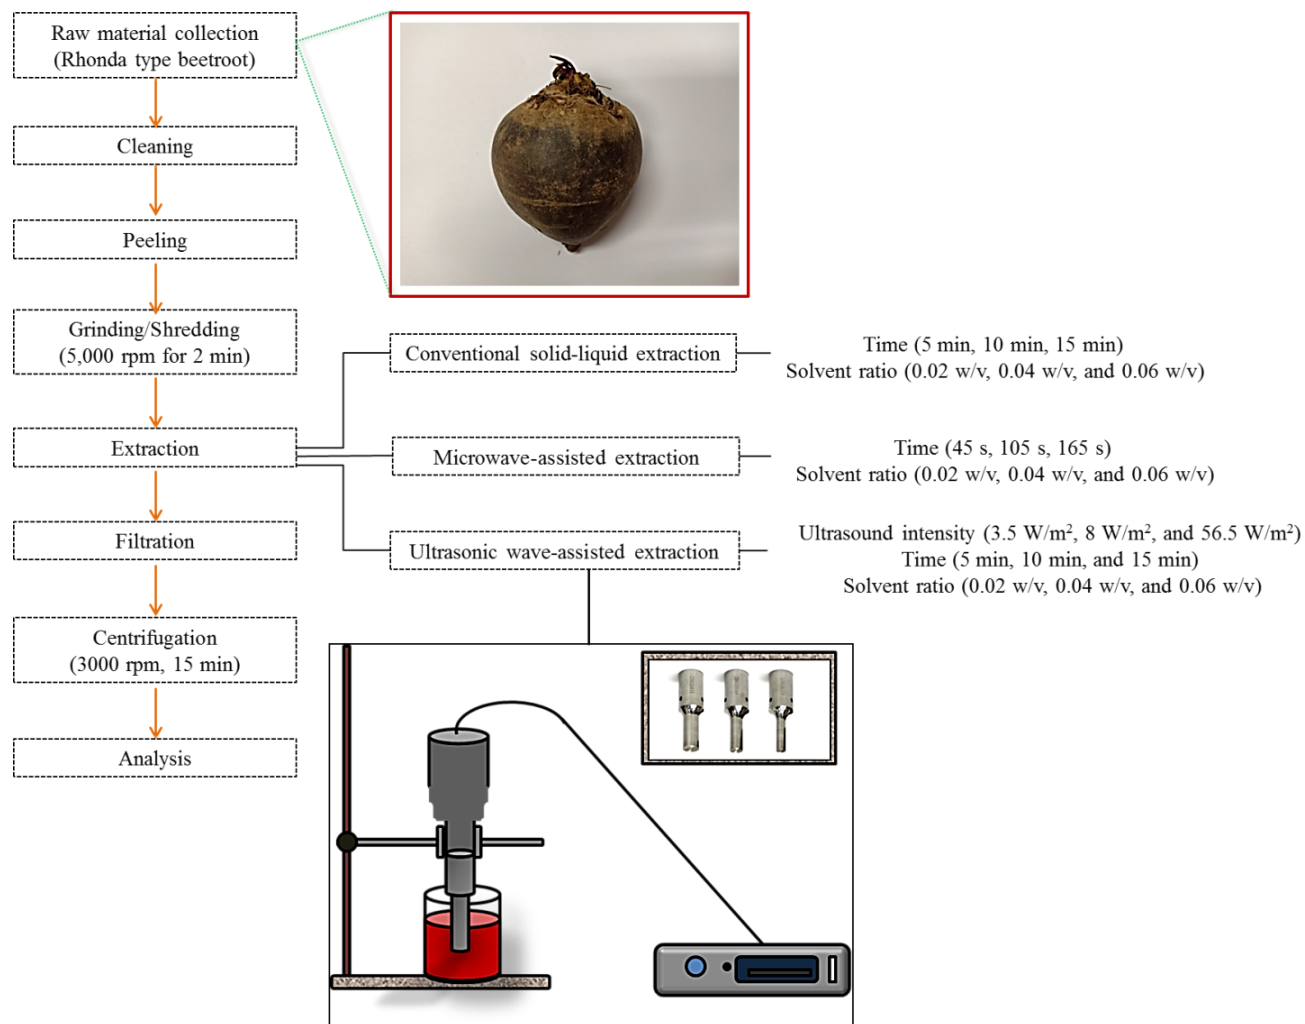 Raw material collection
(Rhonda type beetroot)
Cleaning
Peeling
Grinding/Shredding
(5,000 rpm for 2 min)
Extraction
Filtration
Centrifugation
(3000 rpm, 15 min)
Analysis
Conventional solid-liquid extraction
Time (5 min, 10 min, 15 min)
Solvent ratio (0.02 w/v, 0.04 w/v, and 0.06 w/v)
Microwave-assisted extraction
Time (45 s, 105 s, 165 s)
Solvent ratio (0.02 w/v, 0.04 w/v, and 0.06 w/v)
Ultrasonic wave-assisted extraction
Ultrasound intensity (3.5 W/m², 8 W/m², and 56.5 W/m²)
Time (5 min, 10 min, and 15 min)
Solvent ratio (0.02 w/v, 0.04 w/v, and 0.06 w/v)